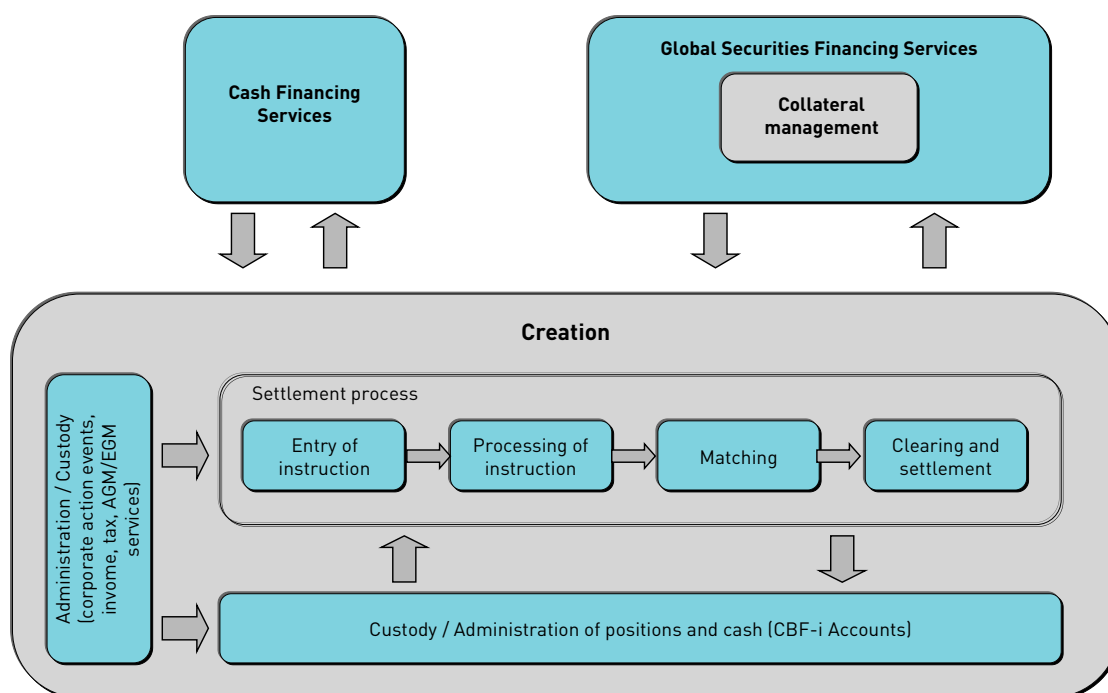 Cash Financing
Services
Global Securities Financing Services
Collateral
management
Creation
Administration / Custody
(corporate action events,
invome, tax, AGM/EGM
services)
Settlement process
Entry of
instruction
Processing of
instruction
Matching
Clearing and
settlement
Custody / Administration of positions and cash (CBF-i Accounts)